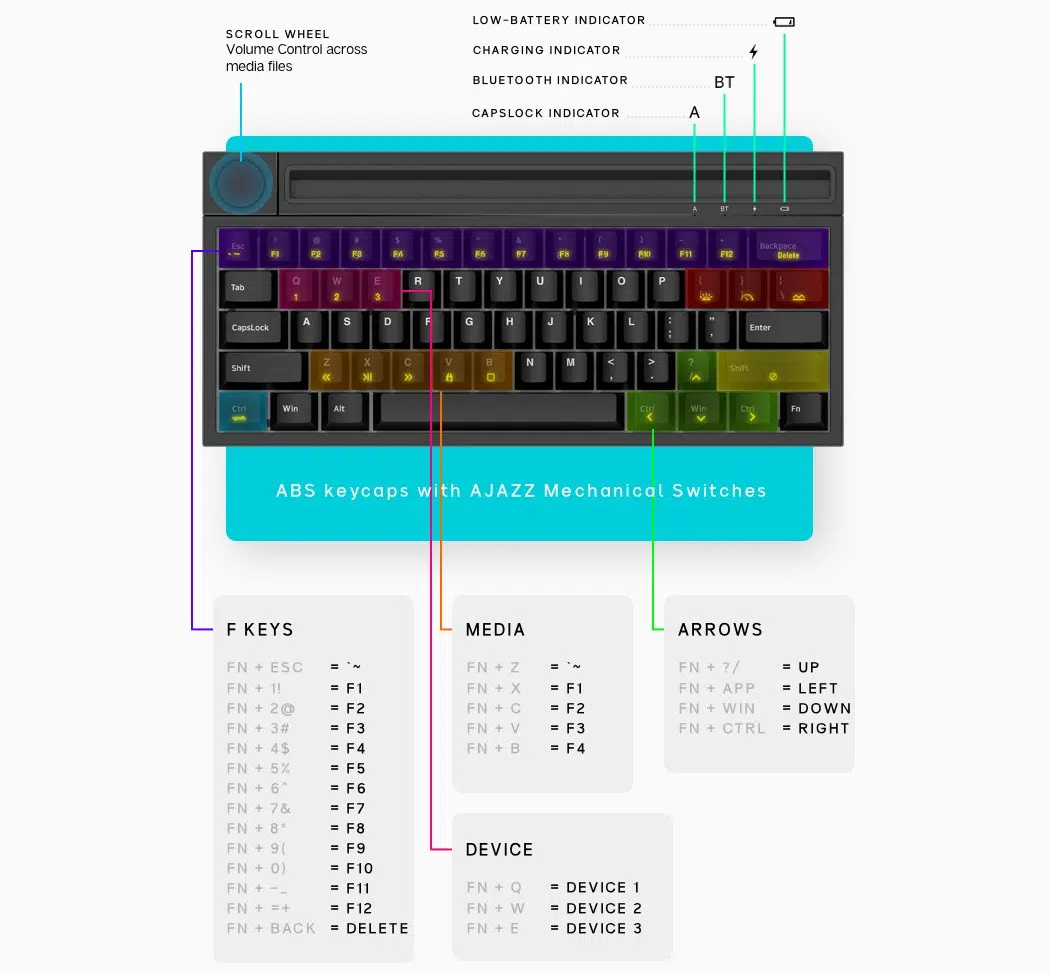 LOW-BATTERY INDICATOR
SCROLL WHEEL
Volume Control across
media files
CHARGING INDICATOR
BLUETOOTH INDICATOR BT
CAPSLOCK INDICATOR A
A BT
Esc ! @ # $ % ^ & * ( ) - + Backpace
`~ F1 F2 F3 F4 F5 F6 F7 F8 F9 F10 F11 F12 Delete
Tab Q W E R T Y U I O P { } |
1 2 3 [ ] \
CapsLock A S D F G H J K L : ; " , Enter
Shift Z X C V B N M < , > . ? / Shift
Ctrl Win Alt Ctrl Win Ctrl Fn
ABS keycaps with AJAZZ Mechanical Switches
F KEYS
FN + ESC = `~
FN + 1! = F1
FN + 2@ = F2
FN + 3# = F3
FN + 4$ = F4
FN + 5% = F5
FN + 6^ = F6
FN + 7& = F7
FN + 8* = F8
FN + 9( = F9
FN + 0) = F10
FN + -_ = F11
FN + =+ = F12
FN + BACK = DELETE
MEDIA
FN + Z = `~
FN + X = F1
FN + C = F2
FN + V = F3
FN + B = F4
DEVICE
FN + Q = DEVICE 1
FN + W = DEVICE 2
FN + E = DEVICE 3
ARROWS
FN + ?/ = UP
FN + APP = LEFT
FN + WIN = DOWN
FN + CTRL = RIGHT